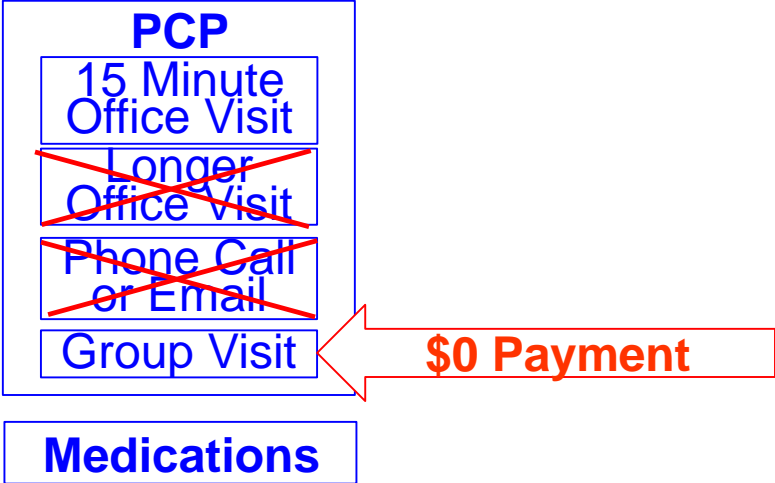 PCP
15 Minute
Office Visit
Longer
Office Visit
Phone Call
or Email
Group Visit
$0 Payment
Medications